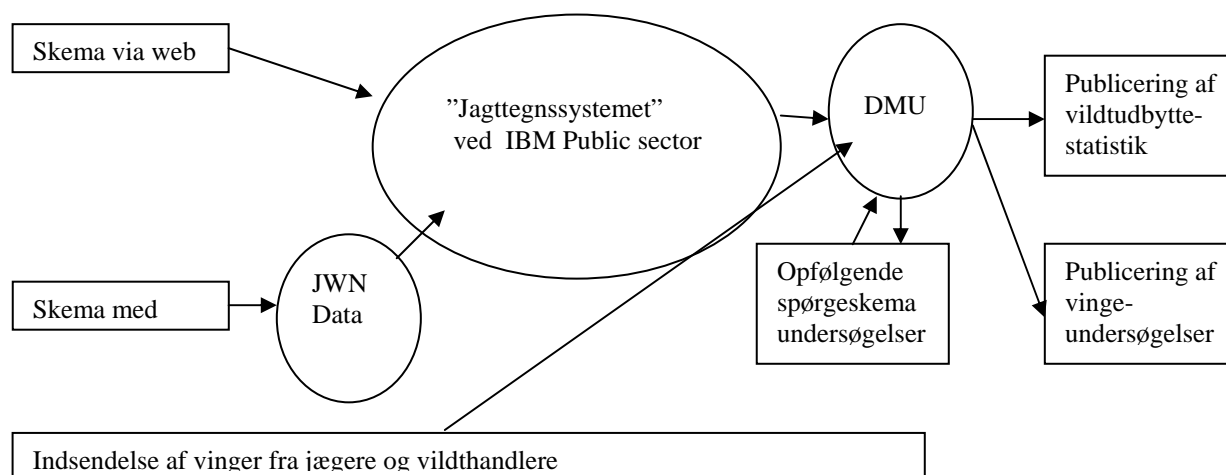 Skema via web
”Jagttegnssystemet”
ved IBM Public sector
DMU
Publicering af
vildtudbytte-
statistik
JWN
Data
Skema med
Opfølgende
spørgeskema
undersøgelser
Publicering af
vinge-
undersøgelser
Indsendelse af vinger fra jægere og vildthandlere